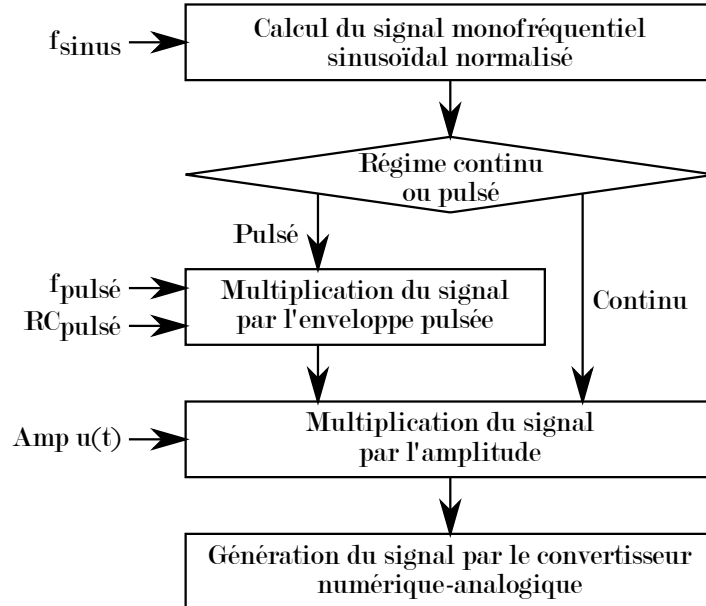 f_sinus
Calcul du signal monofréquentiel
sinusoïdal normalisé
Régime continu
ou pulsé
Pulsé
f_pulsé
RC_pulsé
Multiplication du signal
par l'enveloppe pulsée
Continu
Amp u(t)
Multiplication du signal
par l'amplitude
Génération du signal par le convertisseur
numérique-analogique